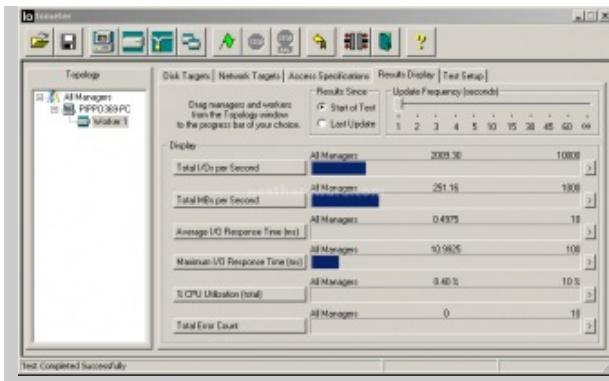 Iometer
Topology
All Managers
PIPPO369-PC
Worker 1
Disk Targets
Network Targets
Access Specifications
Results Display
Test Setup
Drag managers and workers
from the Topology window
to the progress bar of your choice.
Results Since
Start of Test
Last Update
Update Frequency (seconds)
1 2 3 4 5 10 15 30 45 60 oo
Display
All Managers 2009.30 10000
Total I/Os per Second
All Managers 251.16 1000
Total MBs per Second
All Managers 0.4975 10
Average I/O Response Time (ms)
All Managers 10.9825 100
Maximum I/O Response Time (ms)
All Managers 0.60 % 10 %
% CPU Utilization (total)
All Managers 0 10
Total Error Count
Test Completed Successfully